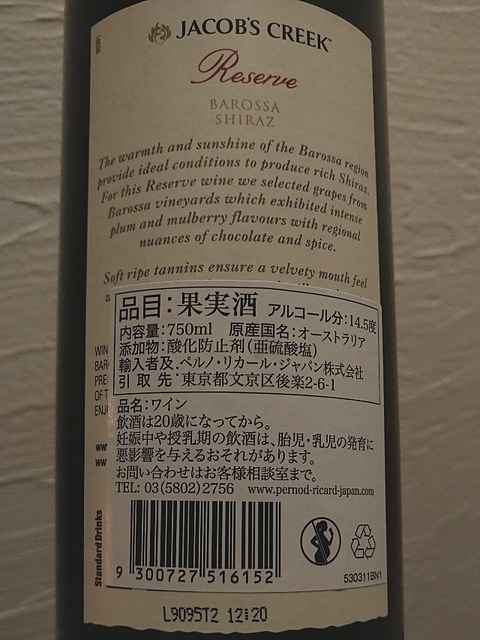 JACOB'S CREEK™
Reserve
BAROSSA
SHIRAZ
The warmth and sunshine of the Barossa region
provide ideal conditions to produce rich Shiraz.
For this Reserve wine we selected grapes from
Barossa vineyards which exhibited intense
plum and mulberry flavours with regional
nuances of chocolate and spice.
Soft ripe tannins ensure a velvety mouth feel
品目:果実酒 アルコール分:14.5度
内容量:750ml 原産国名:オーストラリア
添加物:酸化防止剤(亜硫酸塩)
輸入者及 ペルノ・リカール・ジャパン株式会社
引取先:東京都文京区後楽2-6-1
WIN
BAR
PRE
OF T
ENJ
品名:ワイン
飲酒は20歳になってから。
妊娠中や授乳期の飲酒は、胎児・乳児の発育に
悪影響を与えるおそれがあります。
お問い合わせはお客様相談室まで。
TEL: 03(5802)2756 www.pernod-ricard-japan.com
ww
ww
Standard Drinks
9 300727 516152
530311BN1
L9095T2 12:20